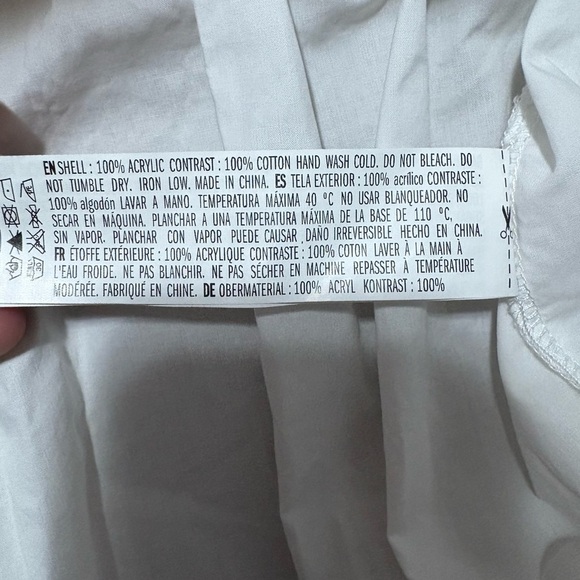 EN SHELL : 100% ACRYLIC CONTRAST : 100% COTTON HAND WASH COLD. DO NOT BLEACH. DO
NOT TUMBLE DRY. IRON LOW. MADE IN CHINA. ES TELA EXTERIOR : 100% acrílico CONTRASTE :
100% algodón LAVAR A MANO. TEMPERATURA MÁXIMA 40 °C NO USAR BLANQUEADOR. NO
SECAR EN MÁQUINA. PLANCHAR A UNA TEMPERATURA MÁXIMA DE LA BASE DE 110 °C,
SIN VAPOR. PLANCHAR CON VAPOR PUEDE CAUSAR DAÑO IRREVERSIBLE HECHO EN CHINA.
FR ÉTOFFE EXTÉRIEURE : 100% ACRYLIQUE CONTRASTE : 100% COTON LAVER À LA MAIN À
L'EAU FROIDE. NE PAS BLANCHIR. NE PAS SÉCHER EN MACHINE REPASSER À TEMPÉRATURE
MODÉRÉE. FABRIQUÉ EN CHINE. DE OBERMATERIAL : 100% ACRYL KONTRAST : 100%